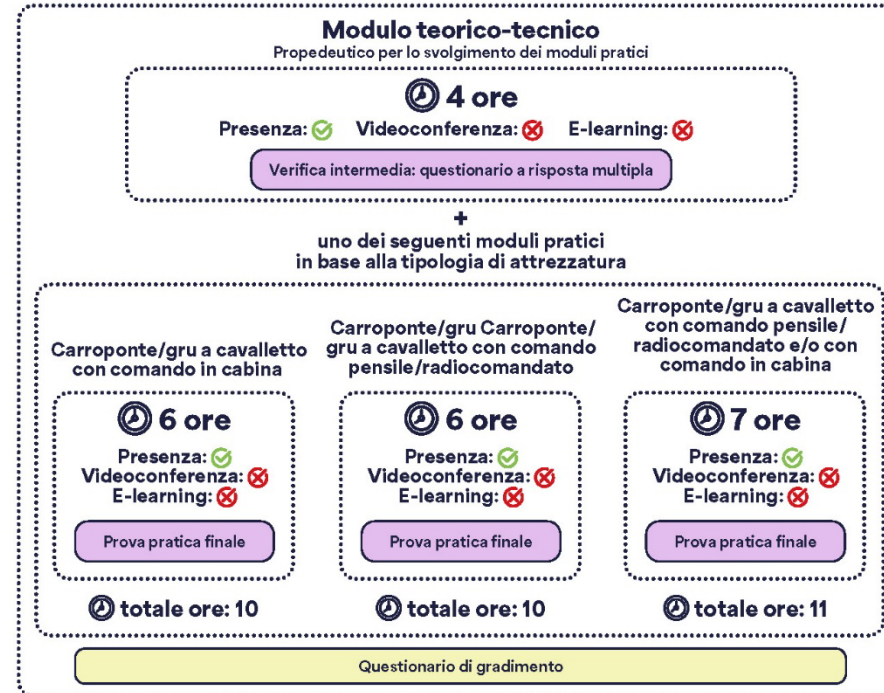 Modulo teorico-tecnico
Propedeutico per lo svolgimento dei moduli pratici
4 ore
Presenza: Videoconferenza: E-learning:
Verifica intermedia: questionario a risposta multipla
+
uno dei seguenti moduli pratici
in base alla tipologia di attrezzatura
Carroponte/gru a cavalletto
con comando in cabina
6 ore
Presenza:
Videoconferenza:
E-learning:
Prova pratica finale
totale ore: 10
Carroponte/gru Carroponte/
gru a cavalletto con comando
pensile/radiocomandato
6 ore
Presenza:
Videoconferenza:
E-learning:
Prova pratica finale
totale ore: 10
Carroponte/gru a cavalletto
con comando pensile/
radiocomandato e/o con
comando in cabina
7 ore
Presenza:
Videoconferenza:
E-learning:
Prova pratica finale
totale ore: 11
Questionario di gradimento